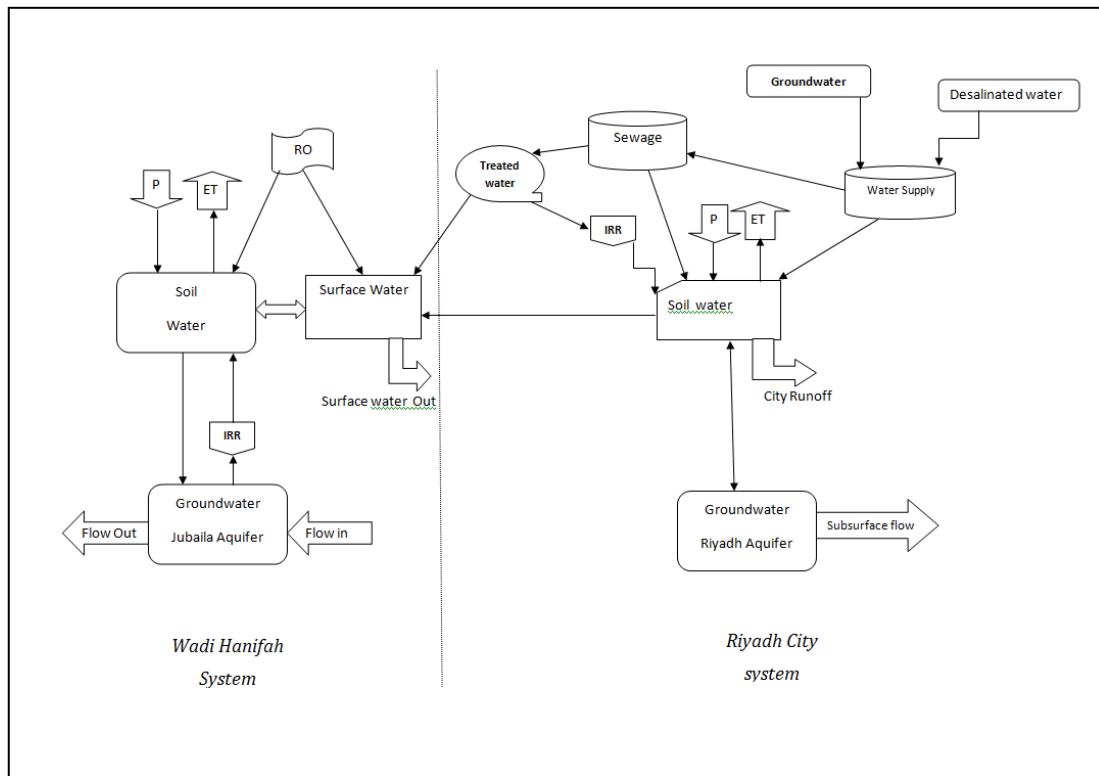 Groundwater
Desalinated water
Sewage
RO
Treated
water
P
ET
Water Supply
IRR
P
ET
Soil
Water
Surface Water
Soil water
Surface water Out
City Runoff
IRR
Groundwater
Jubaila Aquifer
Flow Out
Flow in
Groundwater
Riyadh Aquifer
Subsurface flow
Wadi Hanifah
System
Riyadh City
system